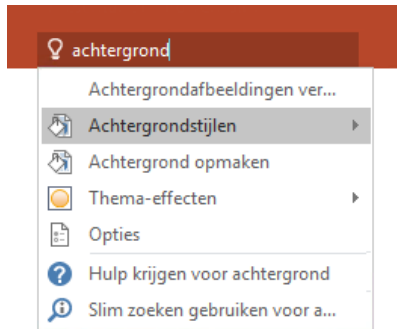 achtergrond
Achtergrondafbeeldingen ver...
Achtergrondstijlen
Achtergrond opmaken
Thema-effecten
Opties
Hulp krijgen voor achtergrond
Slim zoeken gebruiken voor a...